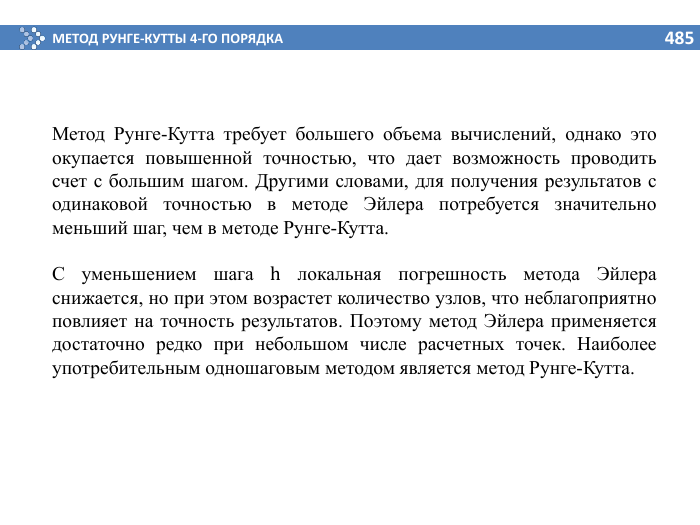 МЕТОД РУНГЕ-КУТТЫ 4-ГО ПОРЯДКА
485
Метод Рунге-Кутта требует большего объема вычислений, однако это
окупается повышенной точностью, что дает возможность проводить
счет с большим шагом. Другими словами, для получения результатов с
одинаковой точностью в методе Эйлера потребуется значительно
меньший шаг, чем в методе Рунге-Кутта.
С уменьшением шага h локальная погрешность метода Эйлера
снижается, но при этом возрастет количество узлов, что неблагоприятно
повлияет на точность результатов. Поэтому метод Эйлера применяется
достаточно редко при небольшом числе расчетных точек. Наиболее
употребительным одношаговым методом является метод Рунге-Кутта.